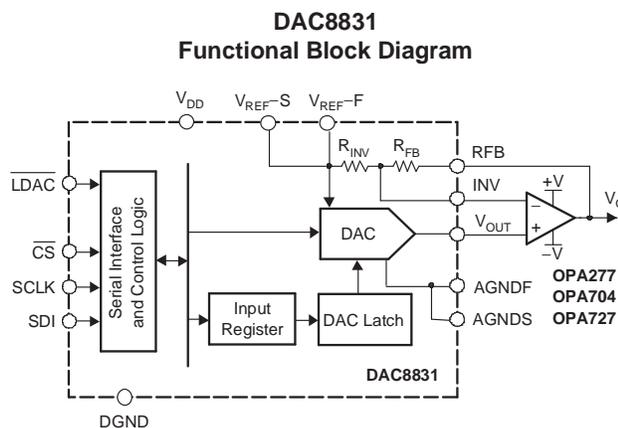 DAC8831
Functional Block Diagram
VDD
VREF−S
VREF−F
RINV
RFB
RFB
LDAC
INV
+V
VO
−
+
−V
VOUT
DAC
CS
SCLK
SDI
Serial Interface
and Control Logic
OPA277
OPA704
OPA727
AGNDF
AGNDS
Input
Register
DAC Latch
DAC8831
DGND